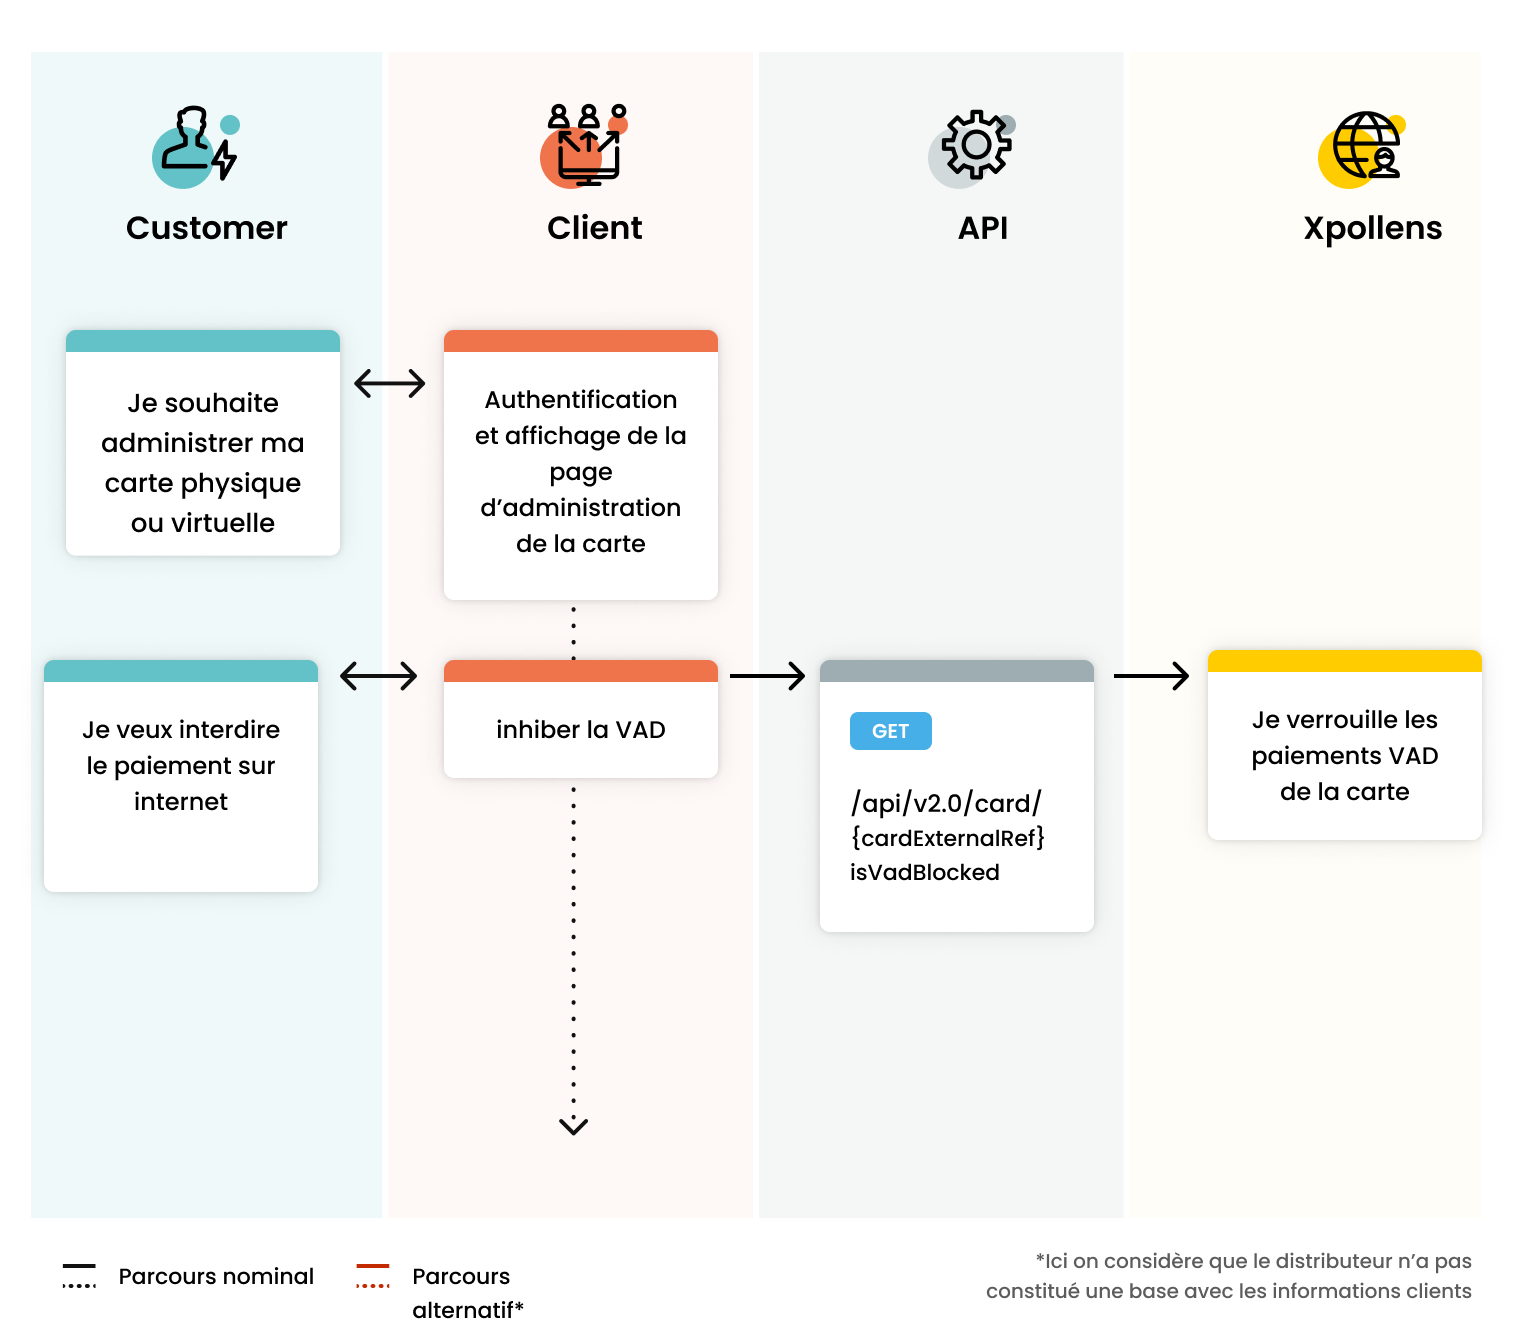 Customer
Client
API
Xpollens
Je souhaite
administrer ma
carte physique
ou virtuelle
Authentification
et affichage de la
page
d’administration
de la carte
Je veux interdire
le paiement sur
internet
inhiber la VAD
GET
/api/v2.0/card/
{cardExternalRef}
isVadBlocked
Je verrouille les
paiements VAD
de la carte
Parcours nominal
Parcours
alternatif*
*Ici on considère que le distributeur n’a pas
constitué une base avec les informations clients